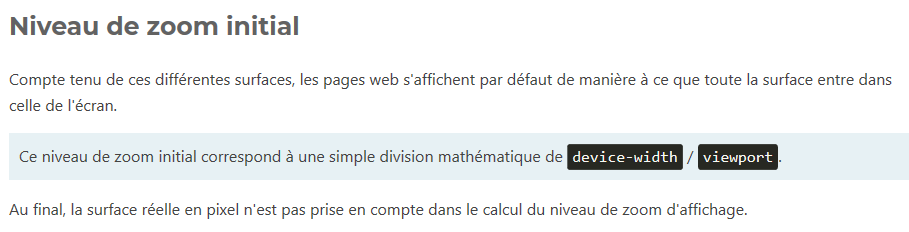 Niveau de zoom initial
Compte tenu de ces différentes surfaces, les pages web s'affichent par défaut de manière à ce que toute la surface entre dans
celle de l'écran.
Ce niveau de zoom initial correspond à une simple division mathématique de device-width / viewport.
Au final, la surface réelle en pixel n'est pas prise en compte dans le calcul du niveau de zoom d'affichage.